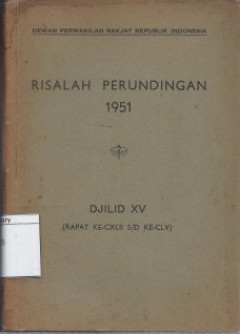 DEWAN PERWAKILAN RAKJAT REPUBLIK INDONESIA
RISALAH PERUNDINGAN
1951
DJILID XV
(RAPAT KE-CXLII S/D KE-CLV)